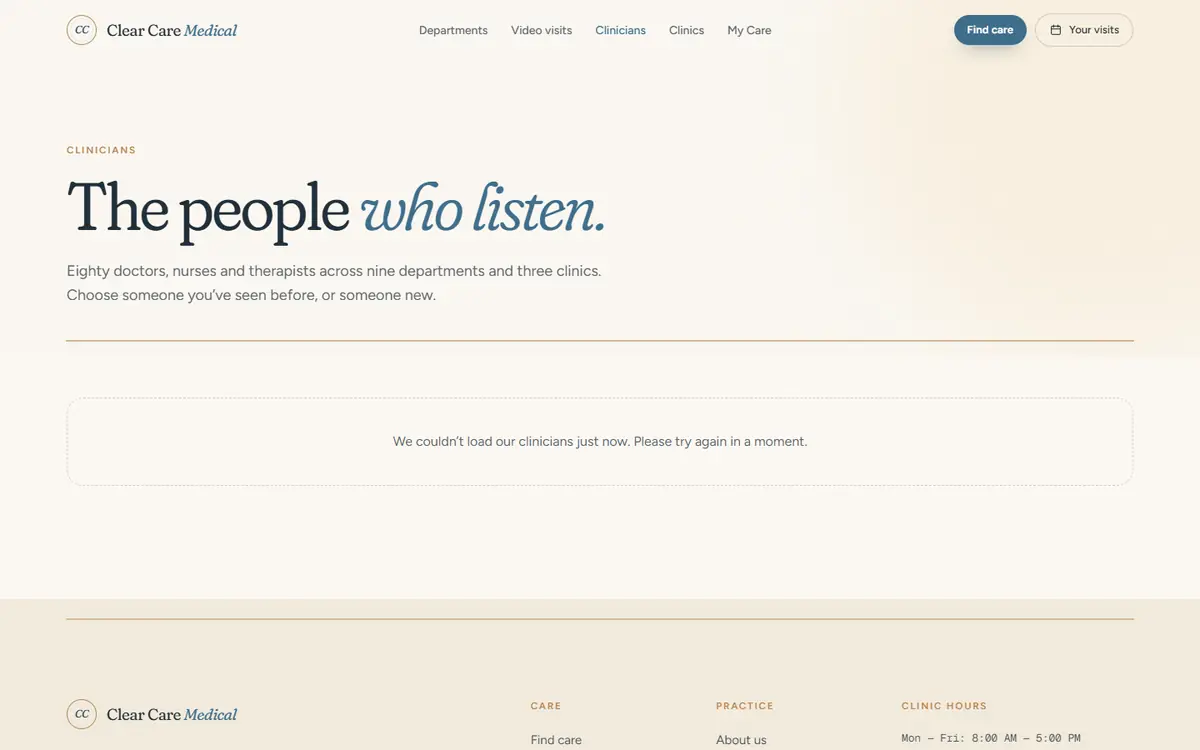 CC Clear Care Medical
Departments Video visits Clinicians Clinics My Care
Find care Your visits
CLINICIANS
The people who listen.
Eighty doctors, nurses and therapists across nine departments and three clinics.
Choose someone you’ve seen before, or someone new.
We couldn’t load our clinicians just now. Please try again in a moment.
CC Clear Care Medical
CARE
Find care
PRACTICE
About us
CLINIC HOURS
Mon – Fri: 8:00 AM – 5:00 PM